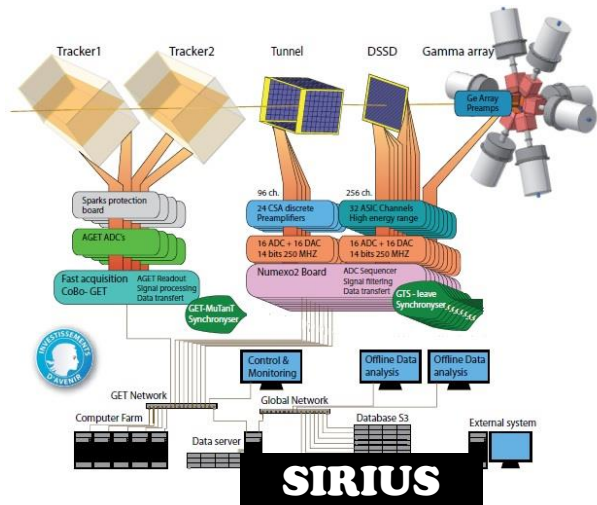 Tracker1
Tracker2
Tunnel
DSSD
Gamma array
Ge Array
Preamps
96 ch.
256 ch.
Sparks protection
board
24 CSA discrete
Preamplifiers
32 ASIC Channels
High energy range
AGET ADC's
16 ADC + 16 DAC
14 bits 250 MHZ
16 ADC + 16 DAC
14 bits 250 MHZ
Fast acquisition
CoBo- GET
AGET Readout
Signal processing
Data transfert
Numexo2 Board
ADC Sequencer
Signal filtering
Data transfert
GTS - leave
Synchronyser
GET-MuTanT
Synchronyser
INVESTISSEMENTS
D'AVENIR
Control &
Monitoring
Offline Data
analysis
Offline Data
analysis
GET Network
Global Network
Computer Farm
Data server
Database S3
External system
SIRIUS